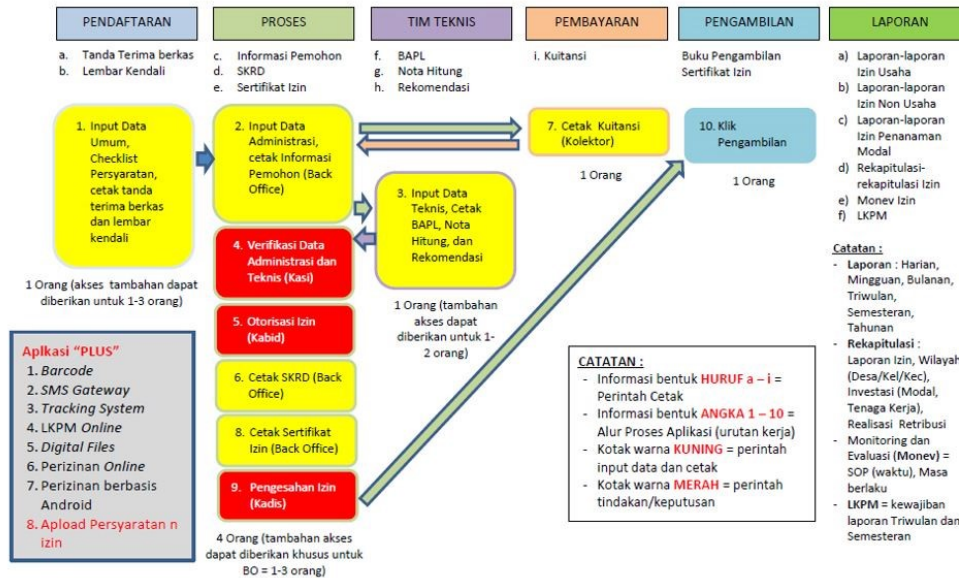 PENDAFTARAN
a. Tanda Terima berkas
b. Lembar Kendali
1. Input Data
Umum,
Checklist
Persyaratan,
cetak tanda
terima berkas
dan lembar
kendali
1 Orang (akses tambahan dapat
diberikan untuk 1-3 orang)
Aplkasi “PLUS”
1. Barcode
2. SMS Gateway
3. Tracking System
4. LKPM Online
5. Digital Files
6. Perizinan Online
7. Perizinan berbasis
Android
8. Apload Persyaratan n
izin
PROSES
c. Informasi Pemohon
d. SKRD
e. Sertifikat Izin
2. Input Data
Administrasi,
cetak Informasi
Pemohon (Back
Office)
4. Verifikasi Data
Administrasi dan
Teknis (Kasi)
5. Otorisasi Izin
(Kabid)
6. Cetak SKRD (Back
Office)
8. Cetak Sertifikat
Izin (Back Office)
9. Pengesahan Izin
(Kadis)
4 Orang (tambahan akses
dapat diberikan khusus untuk
BO = 1-3 orang)
TIM TEKNIS
f. BAPL
g. Nota Hitung
h. Rekomendasi
3. Input Data
Teknis, Cetak
BAPL, Nota
Hitung, dan
Rekomendasi
1 Orang (tambahan
akses dapat
diberikan untuk 1-
2 orang)
PEMBAYARAN
i. Kuitansi
7. Cetak Kuitansi
(Kolektor)
1 Orang
PENGAMBILAN
Buku Pengambilan
Sertifikat Izin
10. Klik
Pengambilan
1 Orang
CATATAN :
- Informasi bentuk HURUF a – i =
Perintah Cetak
- Informasi bentuk ANGKA 1 – 10 =
Alur Proses Aplikasi (urutan kerja)
- Kotak warna KUNING = perintah
input data dan cetak
- Kotak warna MERAH = perintah
tindakan/keputusan
LAPORAN
a) Laporan-laporan
Izin Usaha
b) Laporan-laporan
Izin Non Usaha
c) Laporan-laporan
Izin Penanaman
Modal
d) Rekapitulasi-
rekapitulasi Izin
e) Monev Izin
f) LKPM
Catatan :
- Laporan : Harian,
Mingguan, Bulanan,
Triwulan,
Semesteran,
Tahunan
- Rekapitulasi :
Laporan Izin, Wilayah
(Desa/Kel/Kec),
Investasi (Modal,
Tenaga Kerja),
Realisasi Retribusi
- Monitoring dan
Evaluasi (Monev) =
SOP (waktu), Masa
berlaku
- LKPM = kewajiban
laporan Triwulan dan
Semesteran